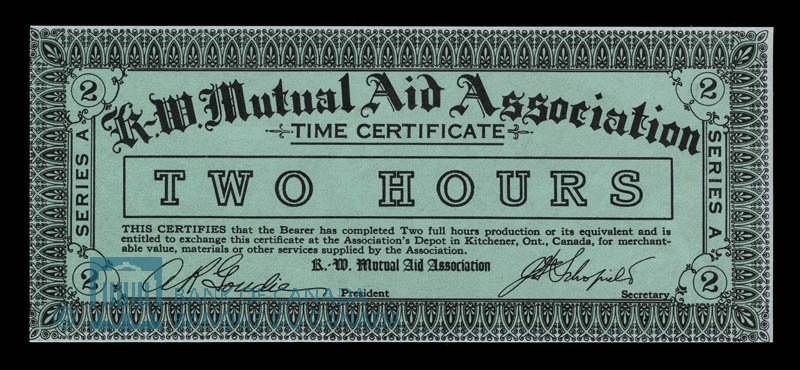 2 2
K-W. Mutual Aid Association
TIME CERTIFICATE
SERIES A
SERIES A
TWO HOURS
THIS CERTIFIES that the Bearer has completed Two full hours production or its equivalent and is
entitled to exchange this certificate at the Association's Depot in Kitchener, Ont., Canada, for merchant-
able value, materials or other services supplied by the Association.
K.-W. Mutual Aid Association
2 2
A R Goudie
President
Secretary
BANK OF CANADA